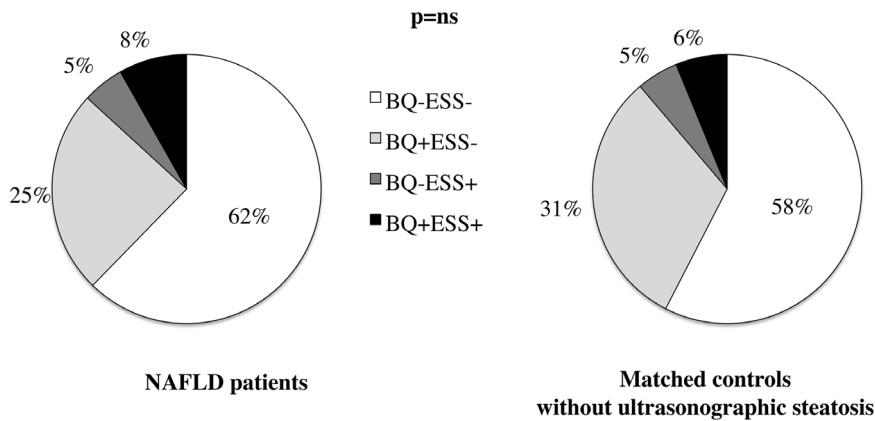 p=ns
8%
5%
25%
62%
BQ-ESS-
BQ+ESS-
BQ-ESS+
BQ+ESS+
6%
5%
31%
58%
NAFLD patients
Matched controls
without ultrasonographic steatosis